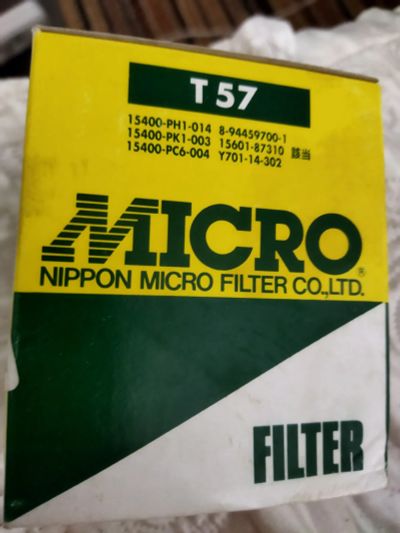 T 57
15400-PH1-014 8-94459700-1
15400-PK1-003 15601-87310 該当
15400-PC6-004 Y701-14-302
MICRO®
NIPPON MICRO FILTER CO.,LTD.
FILTER